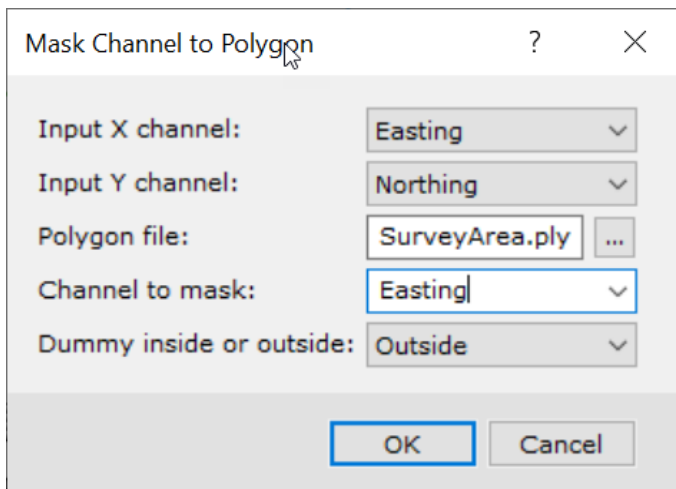 Mask Channel to Polygon ?
Input X channel: Easting
Input Y channel: Northing
Polygon file: SurveyArea.ply ...
Channel to mask: Easting
Dummy inside or outside: Outside
OK Cancel